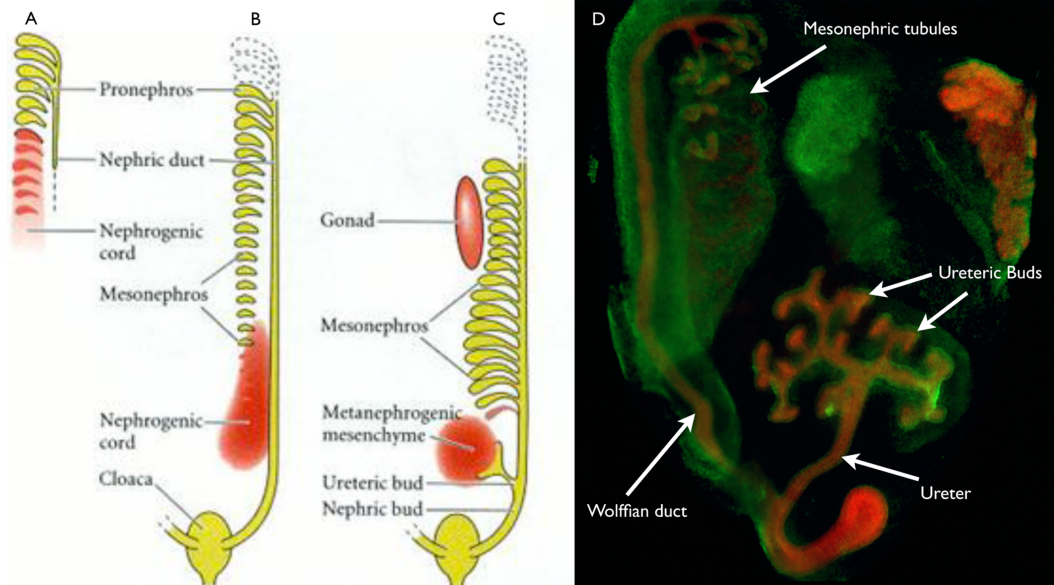 A
B
C
D
Pronephros
Nephric duct
Nephrogenic
cord
Mesonephros
Nephrogenic
cord
Cloaca
Gonad
Mesonephros
Metanephrogenic
mesenchyme
Ureteric bud
Nephric bud
Mesonephric tubules
Ureteric Buds
Ureter
Wolffian duct